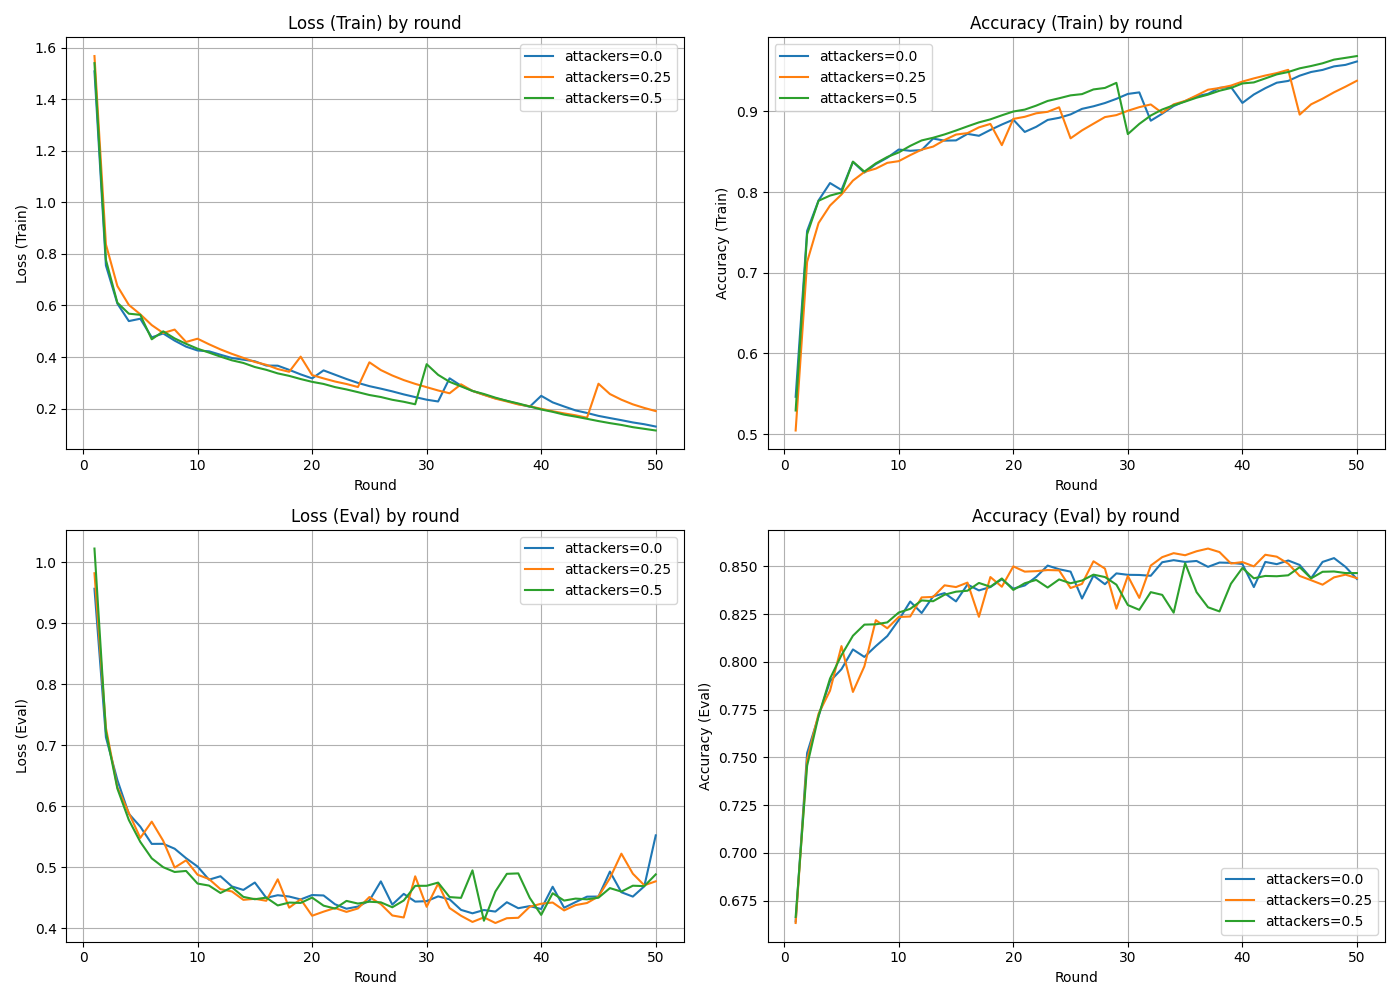 Loss (Train) by round
attackers=0.0
attackers=0.25
attackers=0.5
Loss (Train)
1.6
1.4
1.2
1.0
0.8
0.6
0.4
0.2
0 10 20 30 40 50
Round
Accuracy (Train) by round
attackers=0.0
attackers=0.25
attackers=0.5
Accuracy (Train)
0.9
0.8
0.7
0.6
0.5
0 10 20 30 40 50
Round
Loss (Eval) by round
attackers=0.0
attackers=0.25
attackers=0.5
Loss (Eval)
1.0
0.9
0.8
0.7
0.6
0.5
0.4
0 10 20 30 40 50
Round
Accuracy (Eval) by round
Accuracy (Eval)
0.850
0.825
0.800
0.775
0.750
0.725
0.700
0.675
attackers=0.0
attackers=0.25
attackers=0.5
0 10 20 30 40 50
Round